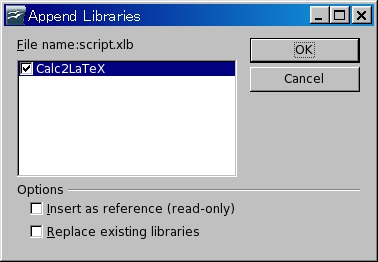 Append Libraries
File name:script.xlb
OK
Calc2LaTeX
Cancel
Options
Insert as reference (read-only)
Replace existing libraries